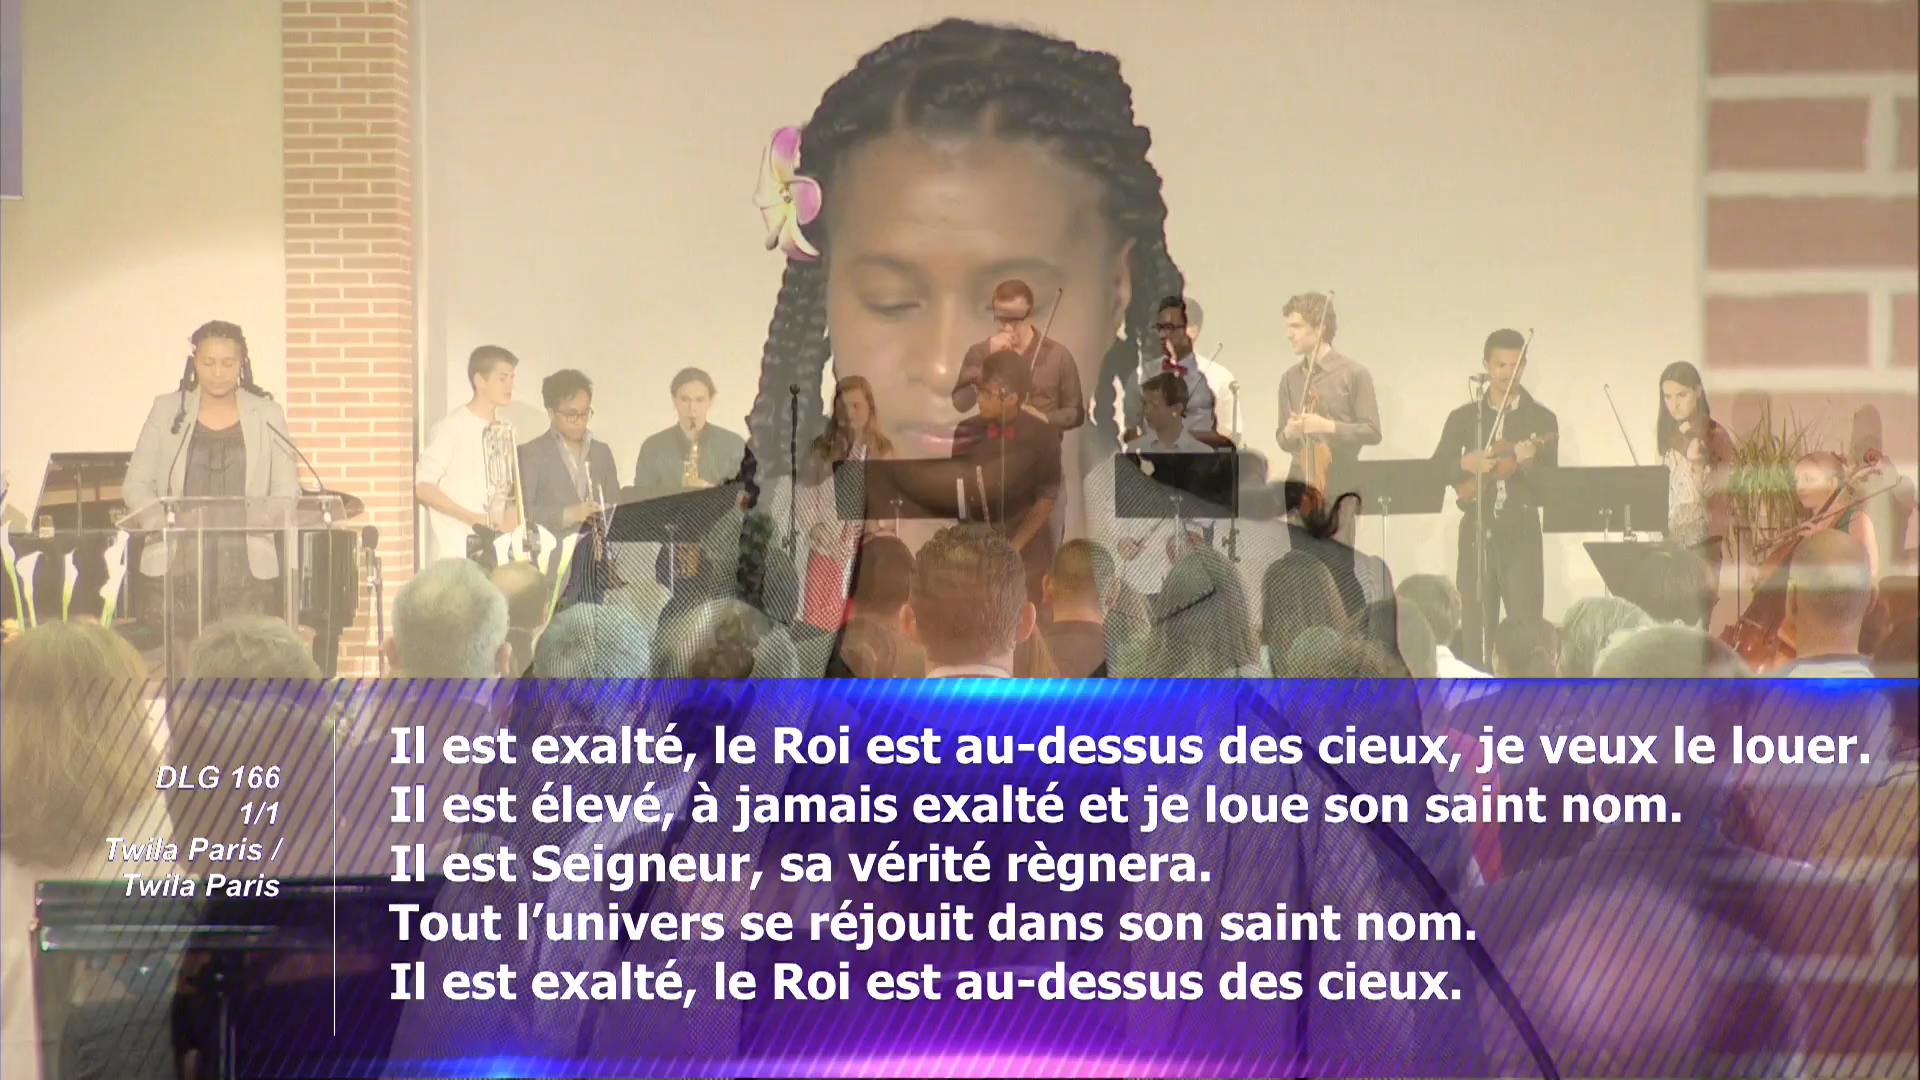 DLG 166
1/1
Twila Paris /
Twila Paris
Il est exalté, le Roi est au-dessus des cieux, je veux le louer.
Il est élevé, à jamais exalté et je loue son saint nom.
Il est Seigneur, sa vérité règnera.
Tout l’univers se réjouit dans son saint nom.
Il est exalté, le Roi est au-dessus des cieux.